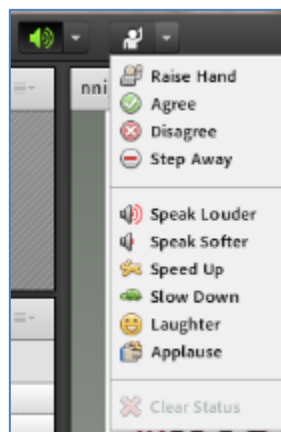 nni
Raise Hand
Agree
Disagree
Step Away
Speak Louder
Speak Softer
Speed Up
Slow Down
Laughter
Applause
Clear Status